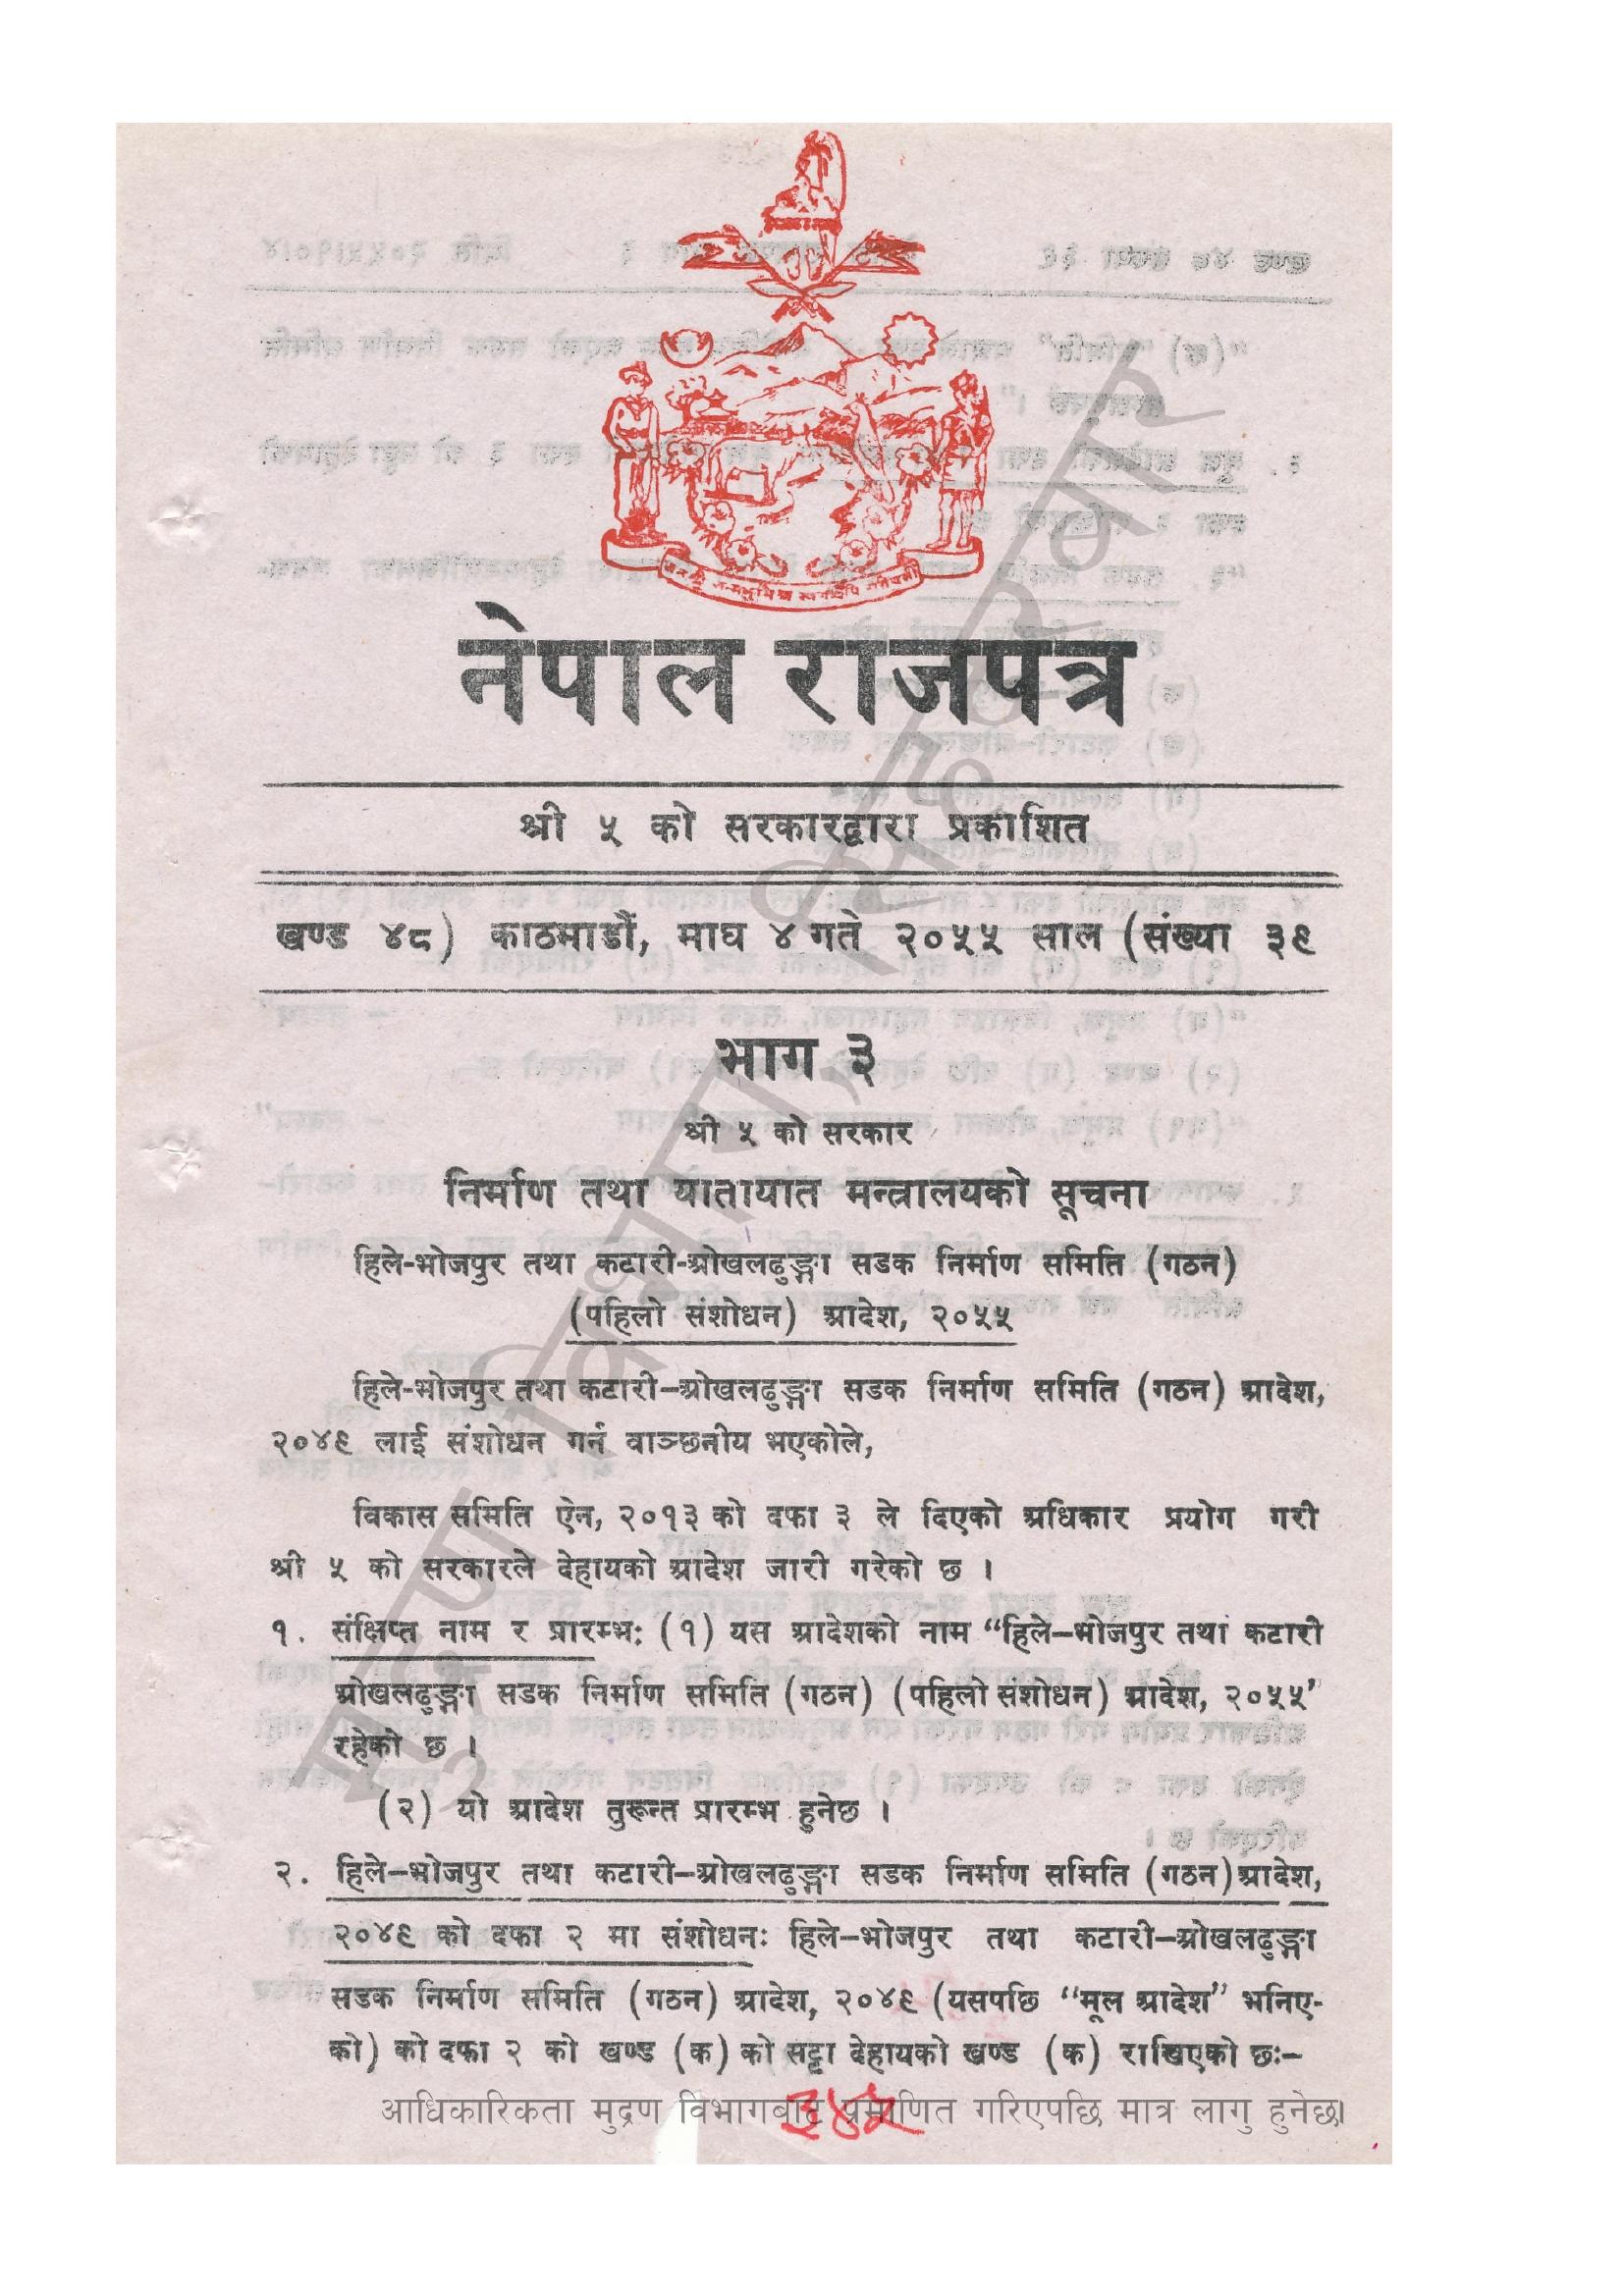 नेपाल राजपत्र
श्री ५ को सरकारद्वारा प्रकाशित
खण्ड ४८) काठमाडौं, माघ ४ गते २०५५ साल (संख्या ३९
भाग ३
श्री ५ को सरकार
निर्माण तथा यातायात मन्त्रालयको सूचना
हिले-भोजपुर तथा कटारी-ओखलढुङ्गा सडक निर्माण समिति (गठन)
(पहिलो संशोधन) आदेश, २०५५
हिले-भोजपुर तथा कटारी–ओखलढुङ्गा सडक निर्माण समिति (गठन) आदेश,
२०४९ लाई संशोधन गर्न वाञ्छनीय भएकोले,
विकास समिति ऐन, २०१३ को दफा ३ ले दिएको अधिकार प्रयोग गरी
श्री ५ को सरकारले देहायको आदेश जारी गरेको छ ।
१. संक्षिप्त नाम र प्रारम्भः (१) यस आदेशको नाम “हिले–भोजपुर तथा कटारी
ओखलढुङ्गा सडक निर्माण समिति (गठन) (पहिलो संशोधन) आदेश, २०५५”
रहेको छ ।
(२) यो आदेश तुरून्त प्रारम्भ हुनेछ ।
२. हिले–भोजपुर तथा कटारी–ओखलढुङ्गा सडक निर्माण समिति (गठन) आदेश,
२०४९ को दफा २ मा संशोधनः हिले–भोजपुर तथा कटारी–ओखलढुङ्गा
सडक निर्माण समिति (गठन) आदेश, २०४९ (यसपछि “मूल आदेश” भनिए-
को) को दफा २ को खण्ड (क) को सट्टा देहायको खण्ड (क) राखिएको छः–
आधिकारिकता मुद्रण विभागबाट प्रमाणित गरिएपछि मात्र लागु हुनेछ।
३४५